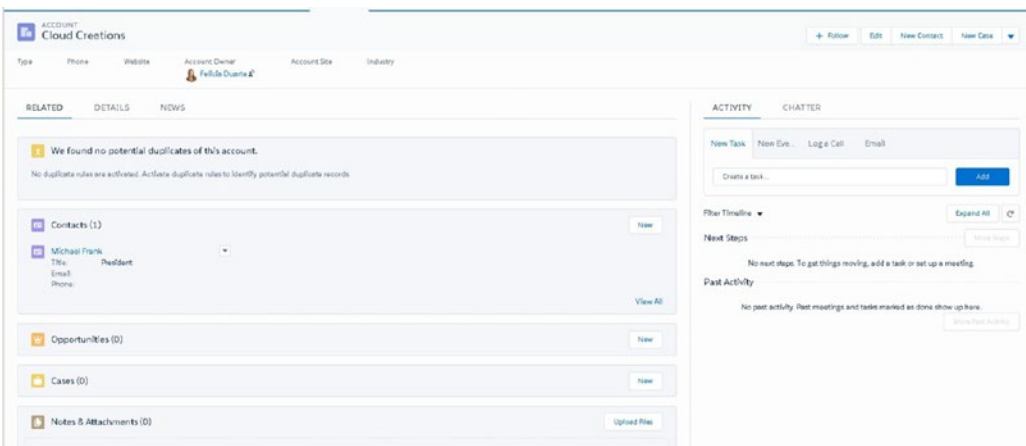 ACCOUNT
Cloud Creations
+ Follow
Edit
New Contact
New Case
Type
Phone
Website
Account Owner
Account Site
Industry
Felicia Duarte
RELATED
DETAILS
NEWS
We found no potential duplicates of this account.
No duplicate rules are activated. Activate duplicate rules to identify potential duplicate records.
Contacts (1)
New
Michael Frank
Title: President
Email:
Phone:
View All
Opportunities (0)
New
Cases (0)
New
Notes & Attachments (0)
Upload Files
ACTIVITY
CHATTER
New Task
New Eve...
Log a Call
Email
Create a task...
Add
Filter Timeline
Expand All
Next Steps
More Steps
No next steps. To get things moving, add a task or set up a meeting.
Past Activity
No past activity. Past meetings and tasks marked as done show up here.
More Past Activity